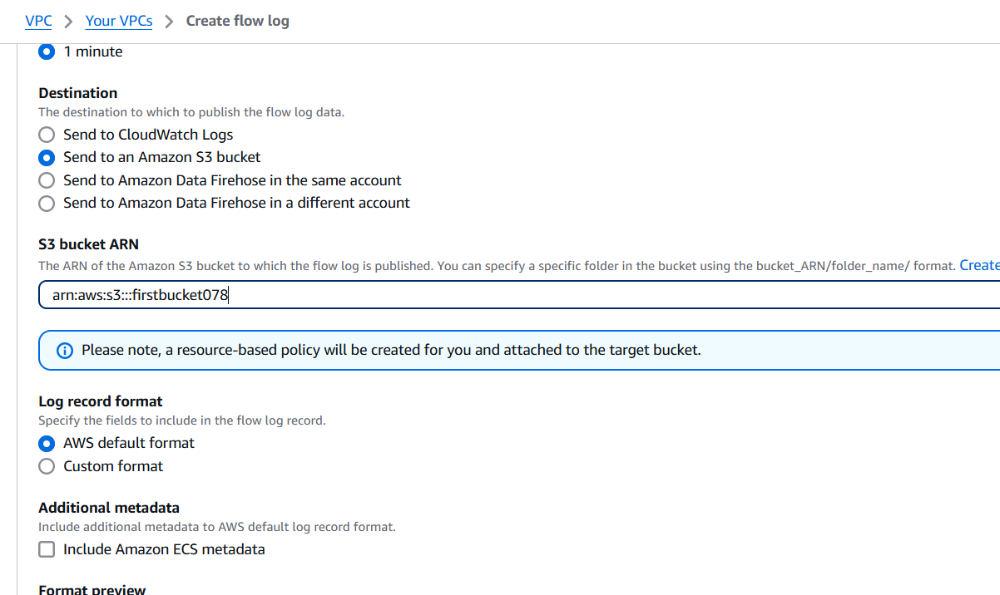 VPC > Your VPCs > Create flow log
1 minute
Destination
The destination to which to publish the flow log data.
Send to CloudWatch Logs
Send to an Amazon S3 bucket
Send to Amazon Data Firehose in the same account
Send to Amazon Data Firehose in a different account
S3 bucket ARN
The ARN of the Amazon S3 bucket to which the flow log is published. You can specify a specific folder in the bucket using the bucket_ARN/folder_name/ format. Create
arn:aws:s3:::firstbucket078
Please note, a resource-based policy will be created for you and attached to the target bucket.
Log record format
Specify the fields to include in the flow log record.
AWS default format
Custom format
Additional metadata
Include additional metadata to AWS default log record format.
Include Amazon ECS metadata
Format preview